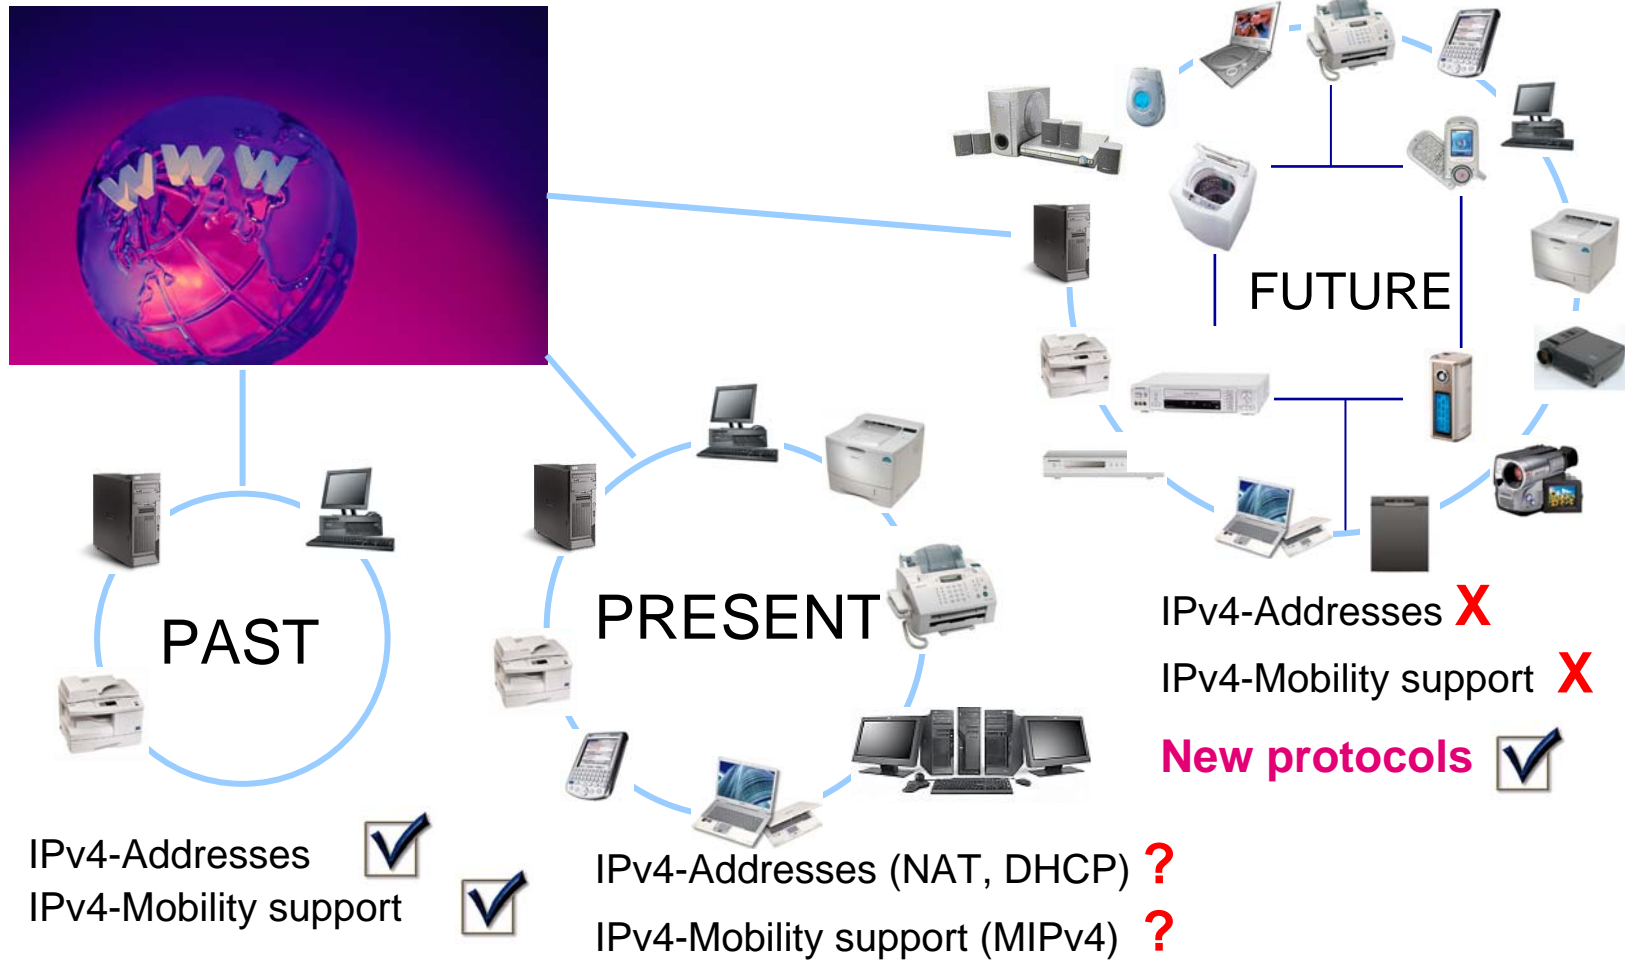 WWW
FUTURE
PAST
PRESENT
IPv4-Addresses X
IPv4-Mobility support X
New protocols
IPv4-Addresses
IPv4-Mobility support
IPv4-Addresses (NAT, DHCP) ?
IPv4-Mobility support (MIPv4) ?